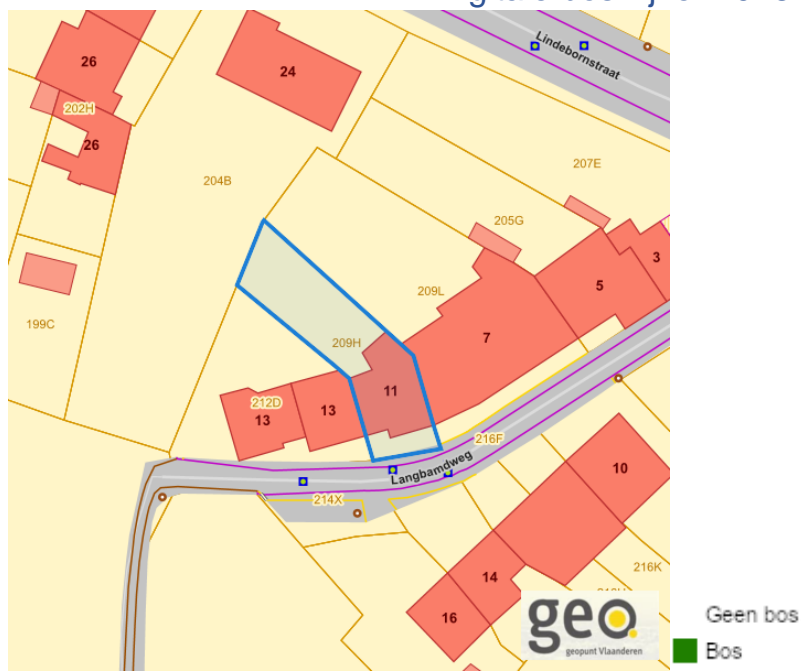 Lindebornstraat
26
24
202H
26
207E
204B
205G
3
5
209L
199C
7
209H
11
212D
13
13
216F
Langbamdweg
10
214X
216K
14
16
geo.
geopunt Vlaanderen
Geen bos
Bos